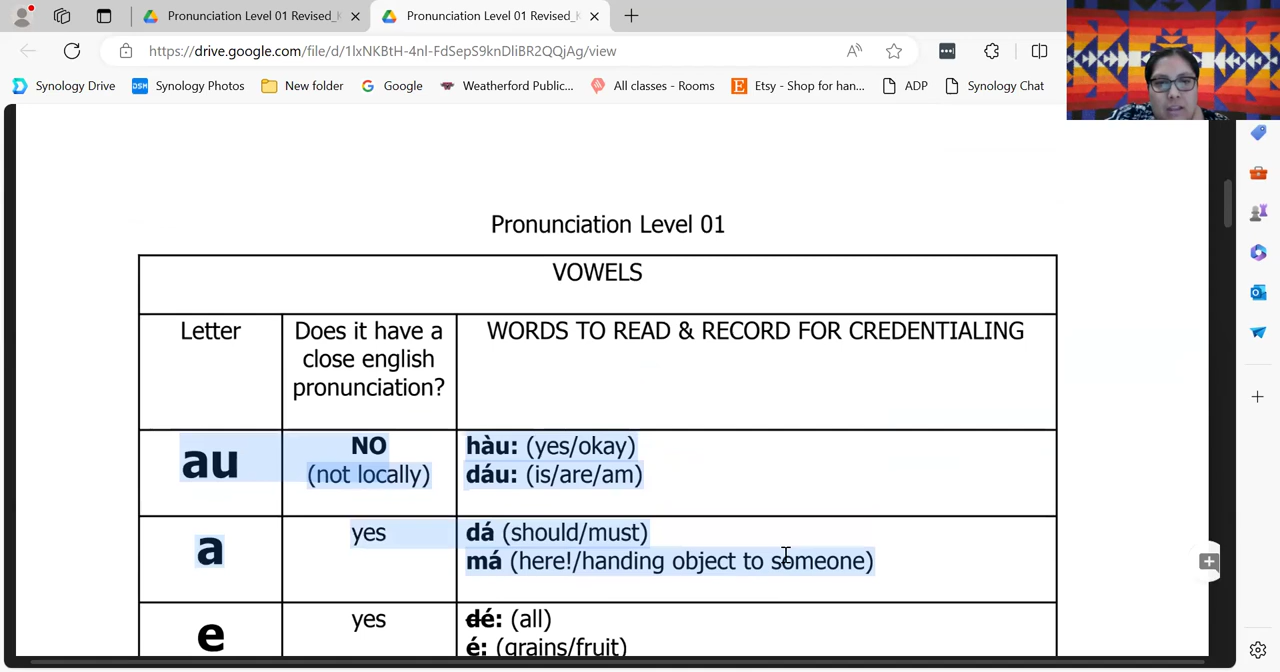 Pronunciation Level 01 Revised_K
Pronunciation Level 01 Revised_K
https://drive.google.com/file/d/1lxNKBtH-4nl-FdSepS9knDliBR2QQjAg/view
Synology Drive
DSM
Synology Photos
New folder
Google
Weatherford Public...
All classes - Rooms
E
Etsy - Shop for han...
ADP
Synology Chat
Pronunciation Level 01
VOWELS
Letter
Does it have a
close english
pronunciation?
WORDS TO READ & RECORD FOR CREDENTIALING
au
NO
(not locally)
hàu: (yes/okay)
dáu: (is/are/am)
a
yes
dá (should/must)
má (here!/handing object to someone)
e
yes
d̶é: (all)
é: (grains/fruit)